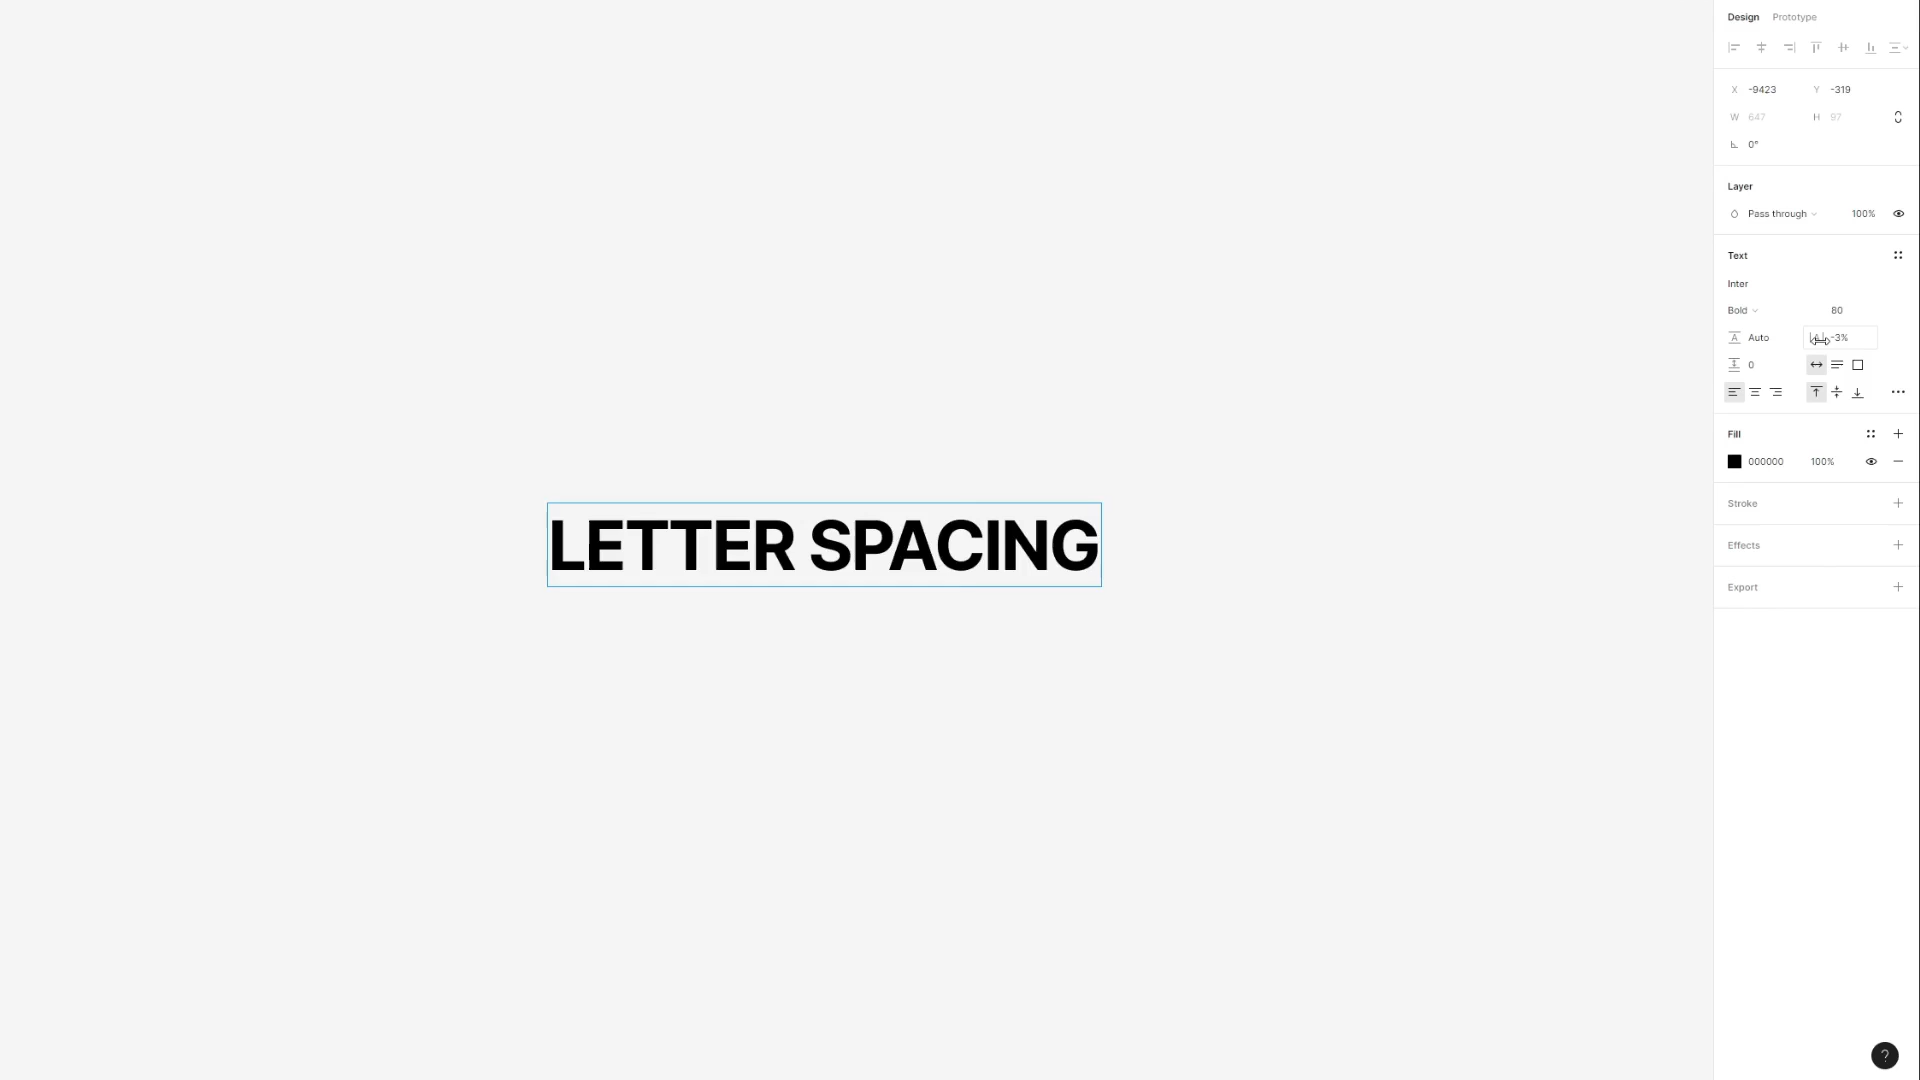 Design Prototype
X -9423 Y -319
W 647 H 97
0°
Layer
Pass through 100%
Text
Inter
Bold 80
Auto -3%
0
Fill
000000 100%
Stroke
LETTER SPACING
Effects
Export
?